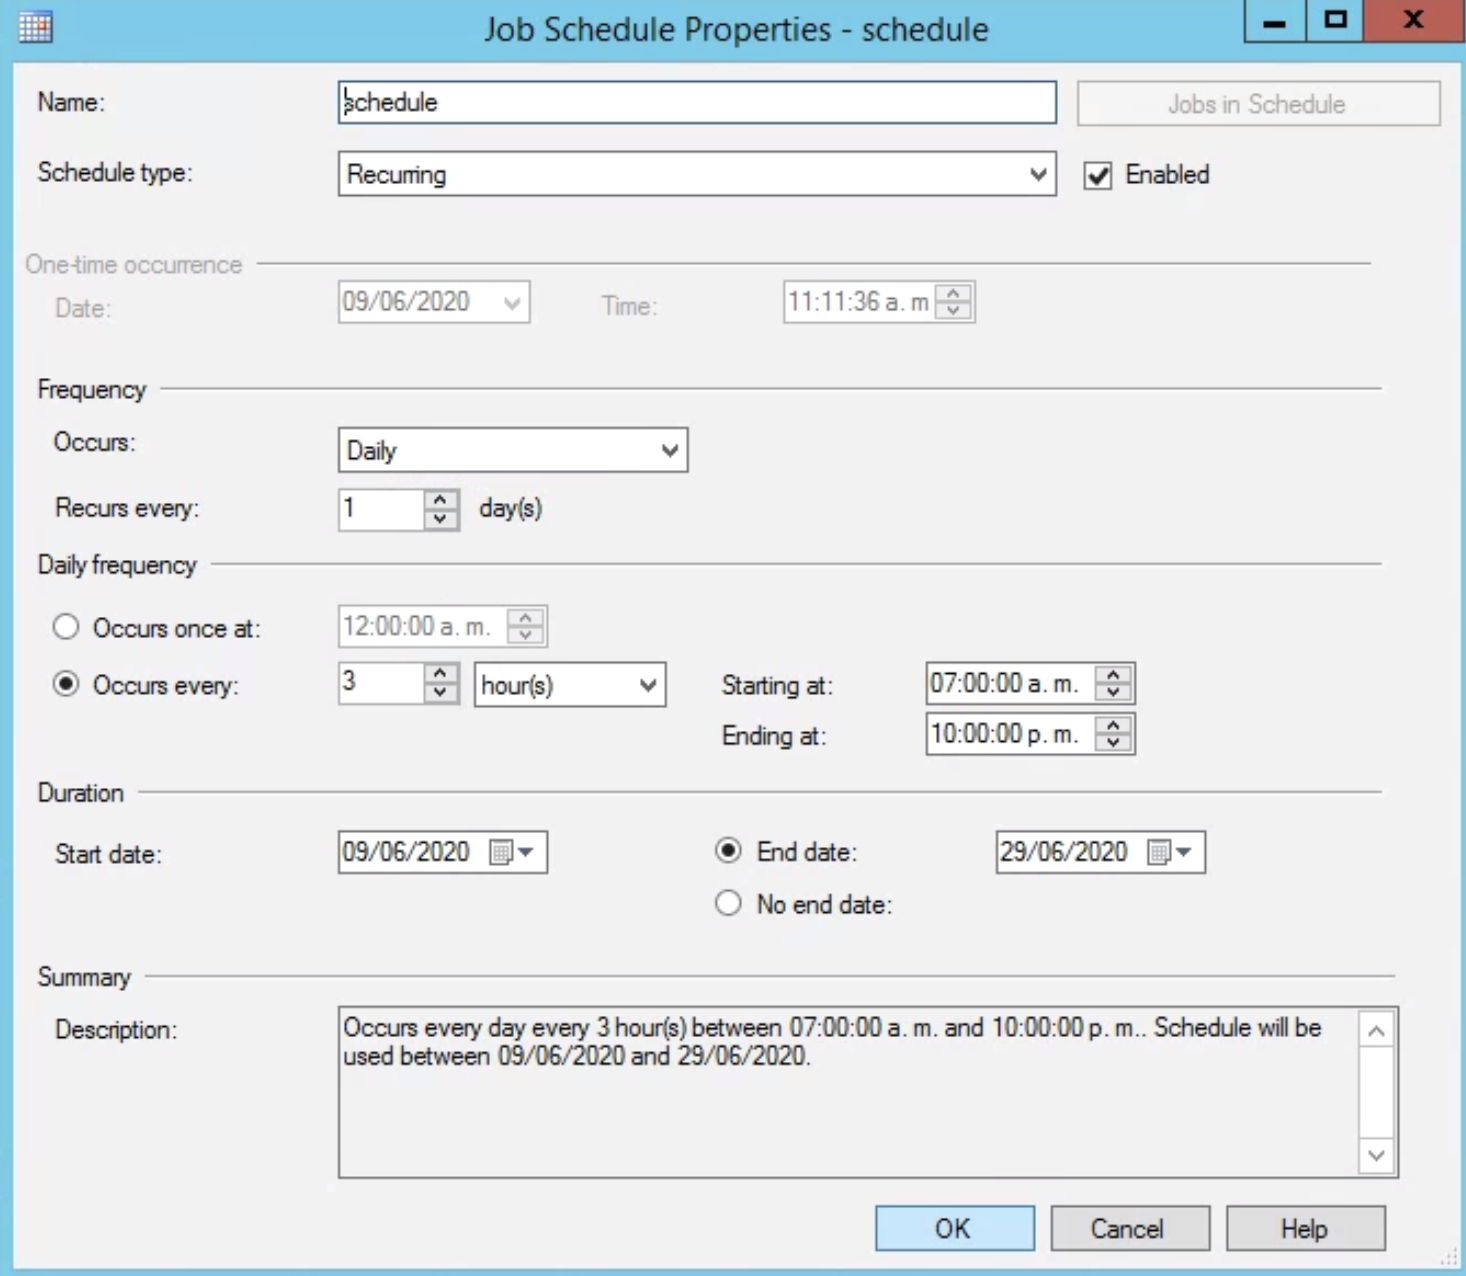 Job Schedule Properties - schedule
Name: schedule Jobs in Schedule
Schedule type: Recurring Enabled
One-time occurrence
Date: 09/06/2020 Time: 11:11:36 a. m
Frequency
Occurs: Daily
Recurs every: 1 day(s)
Daily frequency
Occurs once at: 12:00:00 a. m.
Occurs every: 3 hour(s) Starting at: 07:00:00 a. m.
Ending at: 10:00:00 p. m.
Duration
Start date: 09/06/2020 End date: 29/06/2020
No end date:
Summary
Description: Occurs every day every 3 hour(s) between 07:00:00 a. m. and 10:00:00 p. m.. Schedule will be
used between 09/06/2020 and 29/06/2020.
OK Cancel Help